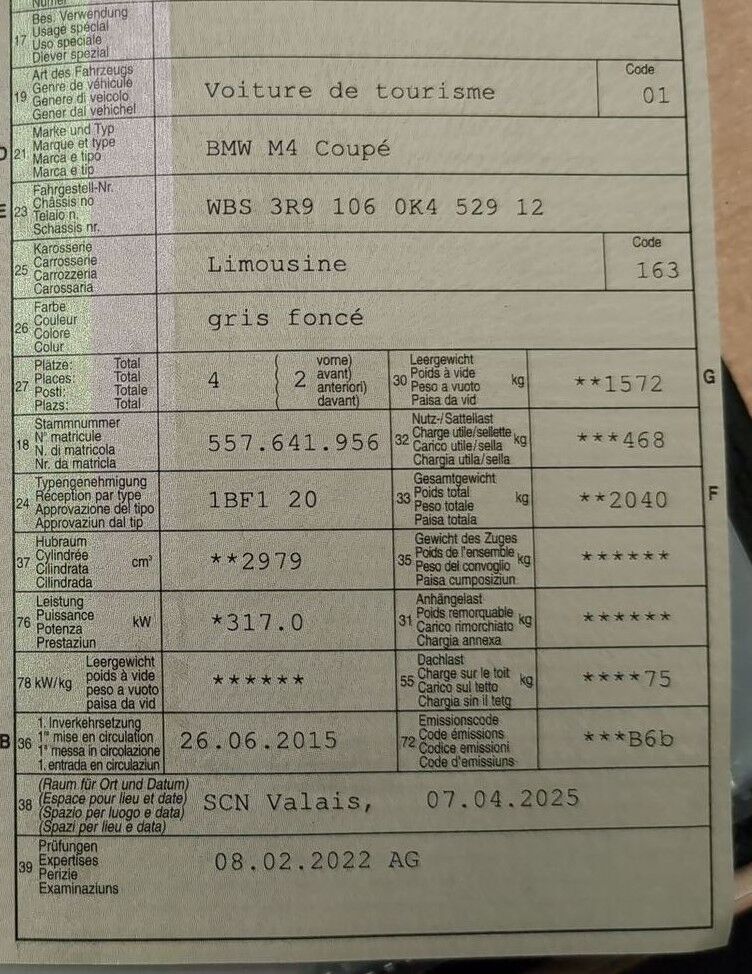 Numer
17 Bes. Verwendung
Usage spécial
Uso speciale
Diever spezial
19 Art des Fahrzeugs
Genre de véhicule
Genere di veicolo
Gener dal vehichel
Voiture de tourisme
Code
01
D 21 Marke und Typ
Marque et type
Marca e tipo
Marca e tip
BMW M4 Coupé
E 23 Fahrgestell-Nr.
Châssis no
Telaio n.
Schassis nr.
WBS 3R9 106 0K4 529 12
25 Karosserie
Carrosserie
Carrozzeria
Carossaria
Limousine
Code
163
26 Farbe
Couleur
Colore
Colur
gris foncé
27 Plätze: Total
Places: Total
Posti: Totale
Plazs: Total
4 ( 2 vorne)
( avant)
( anteriori)
( davant)
30 Leergewicht
Poids à vide kg
Peso a vuoto
Paisa da vid
**1572
G
18 Stammnummer
N° matricule
N. di matricola
Nr. da matricla
557.641.956
32 Nutz-/Sattellast
Charge utile/sellette kg
Carico utile/sella
Chargia utila/sella
***468
24 Typengenehmigung
Réception par type
Approvazione del tipo
Approvaziun dal tip
1BF1 20
33 Gesamtgewicht
Poids total kg
Peso totale
Paisa totala
**2040
F
37 Hubraum
Cylindrée cm³
Cilindrata
Cilindrada
**2979
35 Gewicht des Zuges
Poids de l'ensemble kg
Peso del convoglio
Paisa cumposiziun
******
76 Leistung
Puissance kW
Potenza
Prestaziun
*317.0
31 Anhängelast
Poids remorquable kg
Carico rimorchiato
Chargia annexa
******
78 kW/kg Leergewicht
poids à vide
peso a vuoto
paisa da vid
******
55 Dachlast
Charge sur le toit kg
Carico sul tetto
Chargia sin il tetg
****75
B 36 1. Inverkehrsetzung
1re mise en circulation
1a messa in circolazione
1. entrada en circulaziun
26.06.2015
72 Emissionscode
Code émissions
Codice emissioni
Code d'emissiuns
***B6b
38 (Raum für Ort und Datum)
(Espace pour lieu et date)
(Spazio per luogo e data)
(Spazi per lieu e data)
SCN Valais, 07.04.2025
39 Prüfungen
Expertises
Perizie
Examinaziuns
08.02.2022 AG